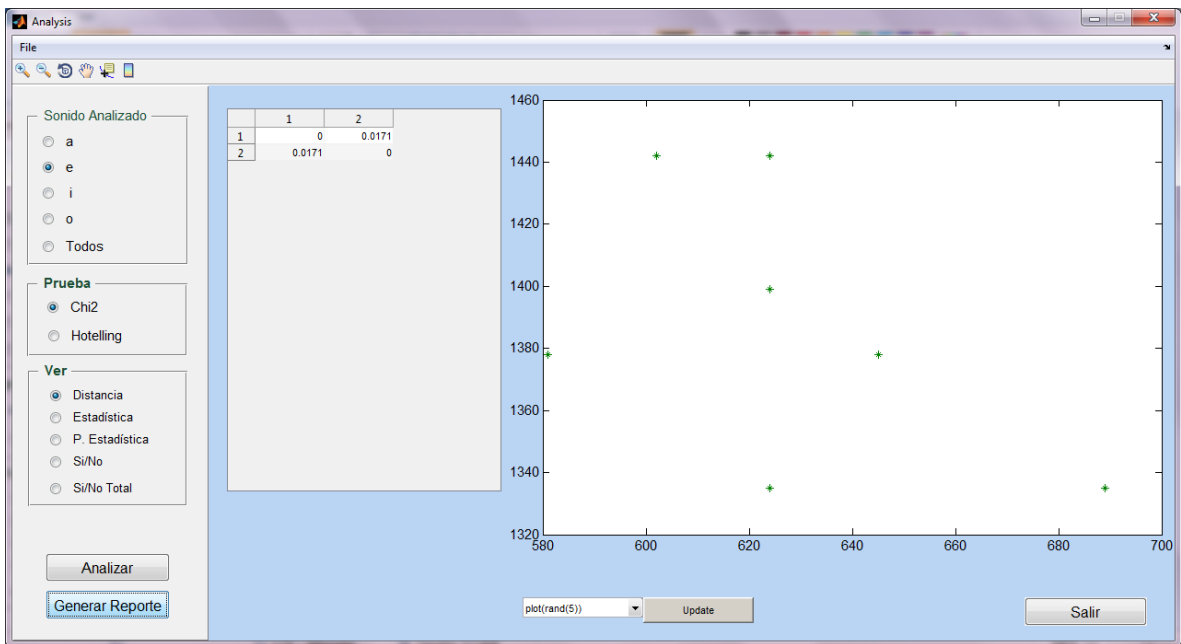 Analysis
File
Sonido Analizado
a
e
i
o
Todos
Prueba
Chi2
Hotelling
Ver
Distancia
Estadística
P. Estadística
Si/No
Si/No Total
Analizar
Generar Reporte
1 2
1 0 0.0171
2 0.0171 0
1460
1440
1420
1400
1380
1360
1340
1320
580 600 620 640 660 680 700
plot(rand(5)) Update
Salir